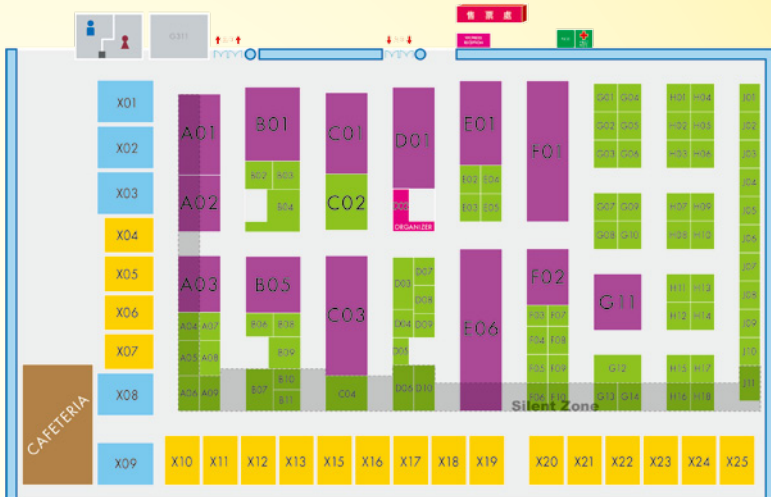 售票處
G311
X01
X02
X03
X04
X05
X06
X07
X08
X09
CAFETERIA
A01
A02
A03
A04 A07
A05 A08
A06 A09
B01
B02 B03
B04
B05
B06 B08
B09
B07 B10
B11
C01
C02
C03
C04
D01
D02
ORGANIZER
D03 D07
D08
D04 D09
D05
D06 D10
E01
E02 E04
E03 E05
E06
F01
F02
F03 F07
F04 F08
F05 F09
F06 F10
G01 G04
G02 G05
G03 G06
G07 G09
G08 G10
G11
G12
G13 G14
H01 H04
H02 H05
H03 H06
H07 H09
H08 H10
H11 H13
H12 H14
H15 H17
H16 H18
J01
J02
J03
J04
J05
J06
J07
J08
J09
J10
J11
Silent Zone
X10 X11 X12 X13 X15 X16 X17 X18 X19 X20 X21 X22 X23 X24 X25